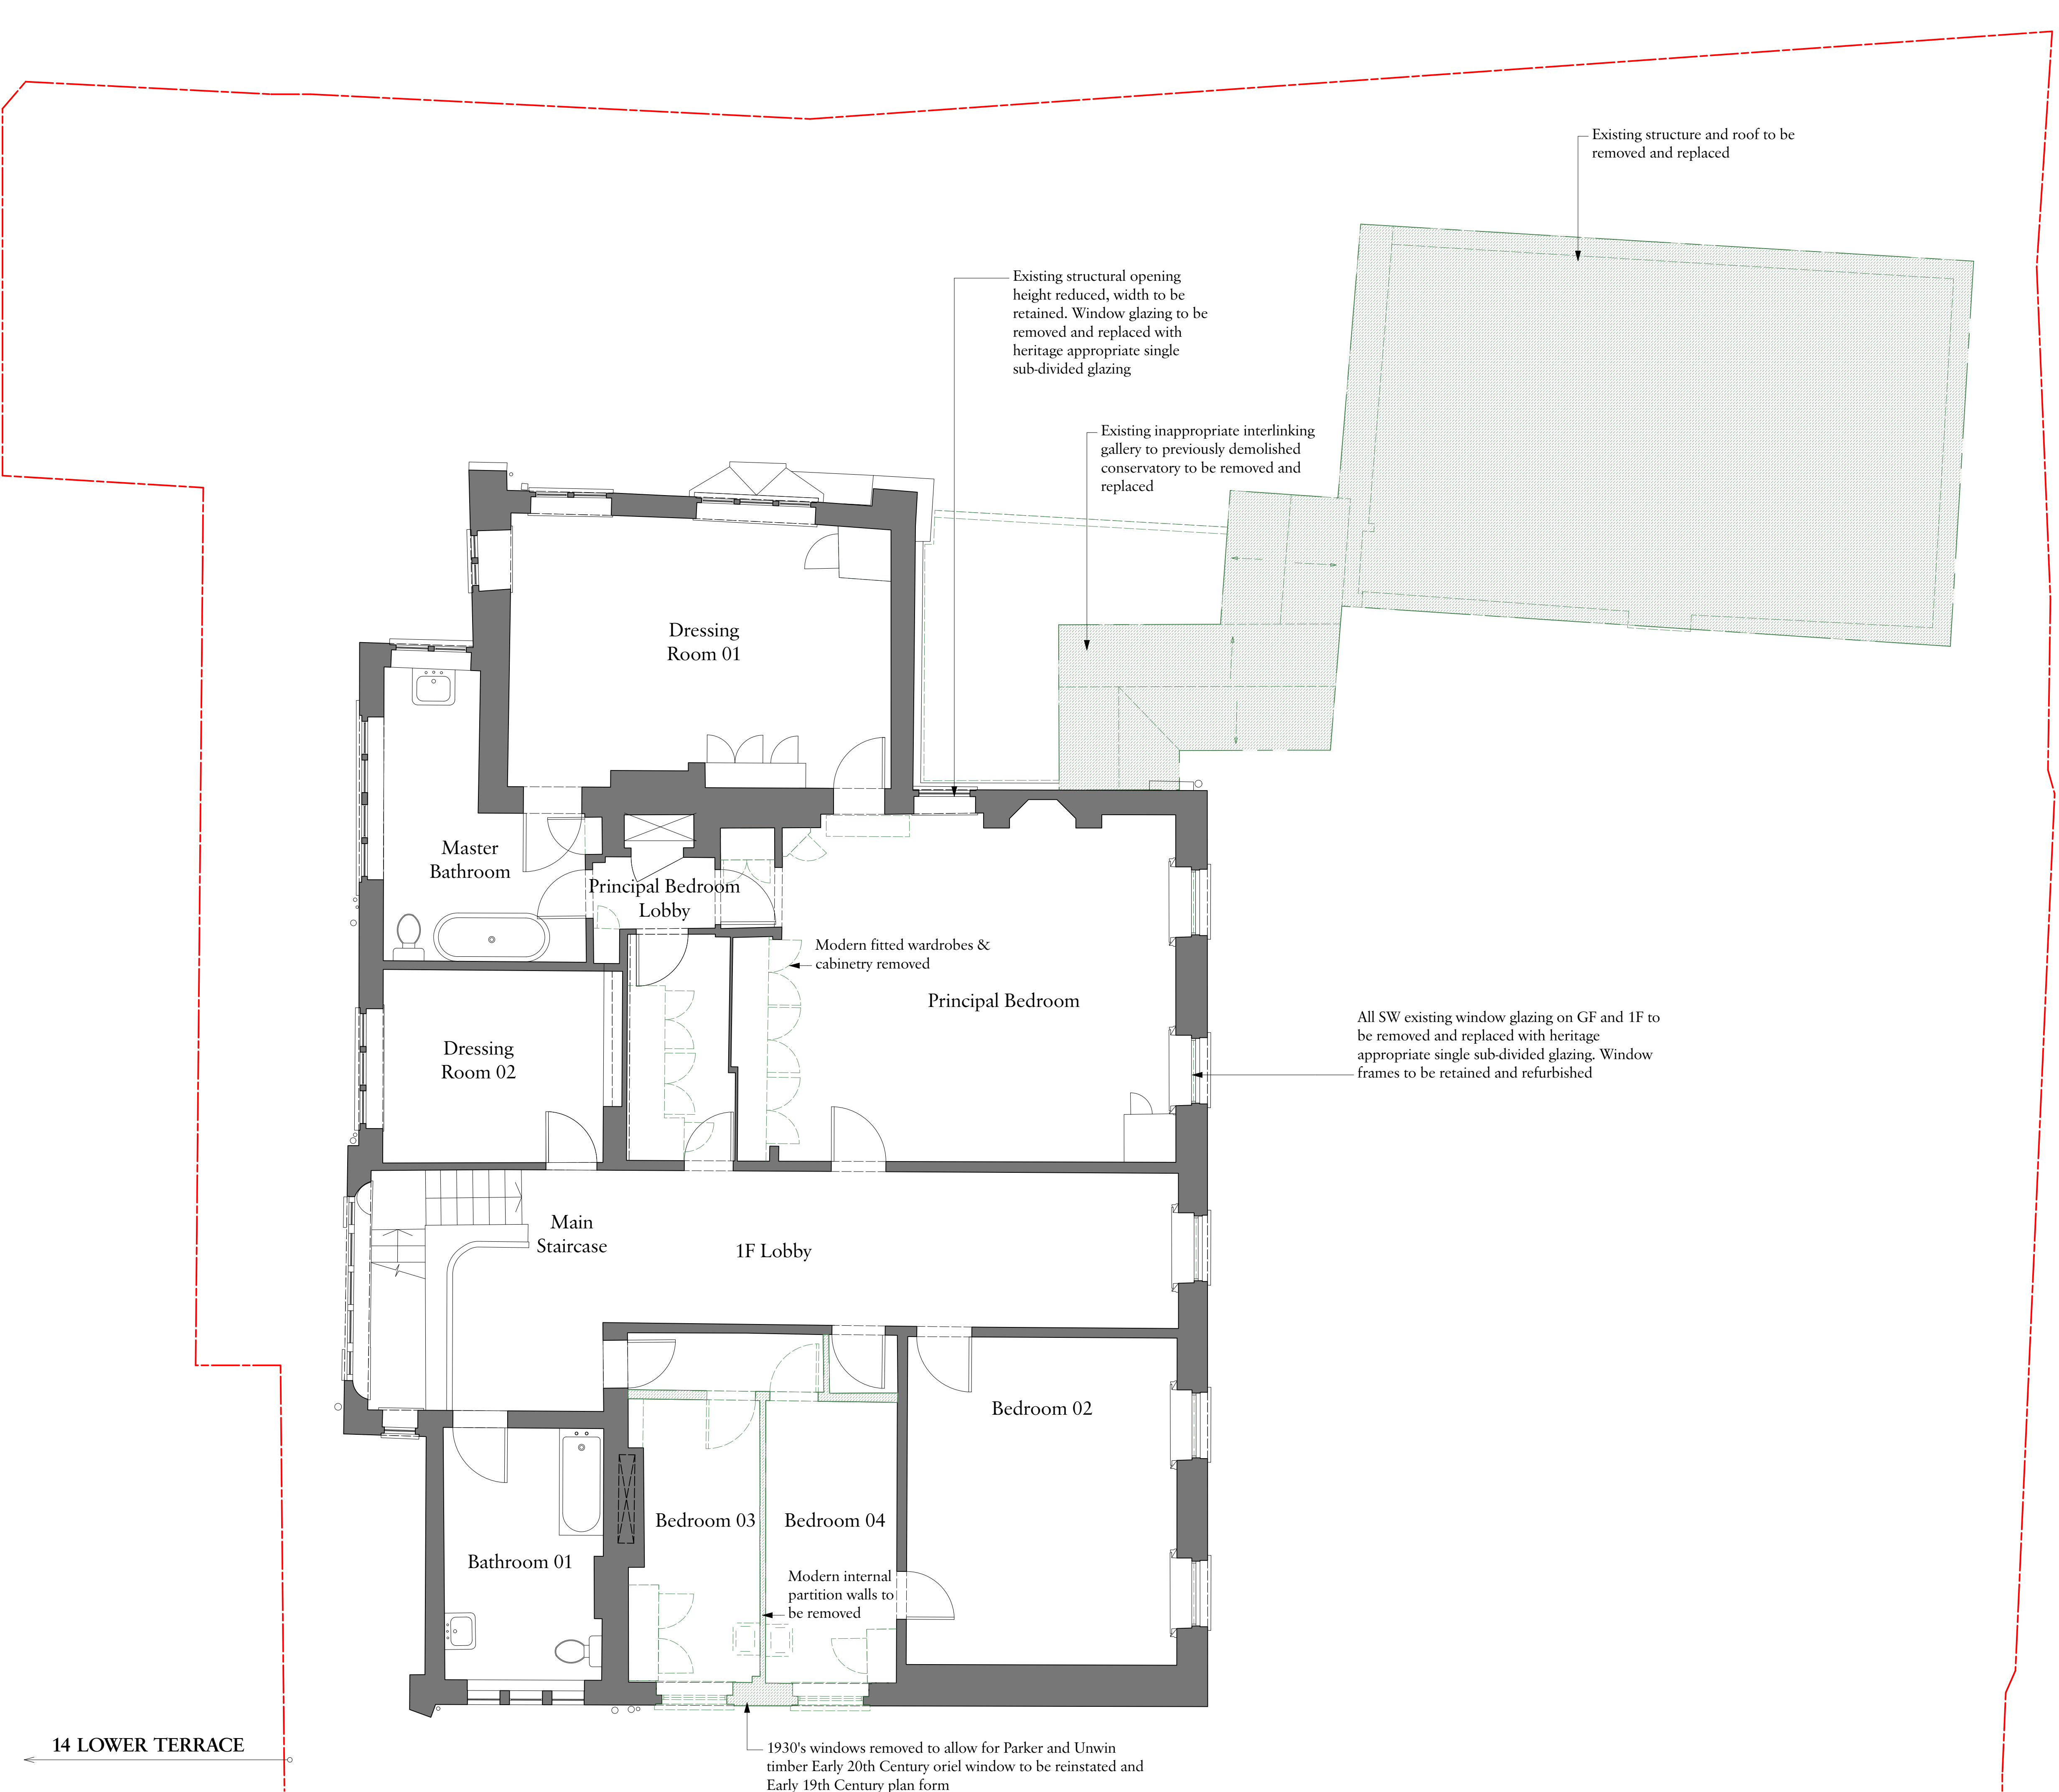 Existing structure and roof to be
removed and replaced
Existing structural opening
height reduced, width to be
retained. Window glazing to be
removed and replaced with
heritage appropriate single
sub-divided glazing
Existing inappropriate interlinking
gallery to previously demolished
conservatory to be removed and
replaced
Dressing
Room 01
Master
Bathroom
Principal Bedroom
Lobby
Modern fitted wardrobes &
cabinetry removed
Principal Bedroom
All SW existing window glazing on GF and 1F to
be removed and replaced with heritage
appropriate single sub-divided glazing. Window
frames to be retained and refurbished
Dressing
Room 02
Main
Staircase
1F Lobby
Bedroom 02
Bedroom 03
Bedroom 04
Bathroom 01
Modern internal
partition walls to
be removed
14 LOWER TERRACE
1930's windows removed to allow for Parker and Unwin
timber Early 20th Century oriel window to be reinstated and
Early 19th Century plan form